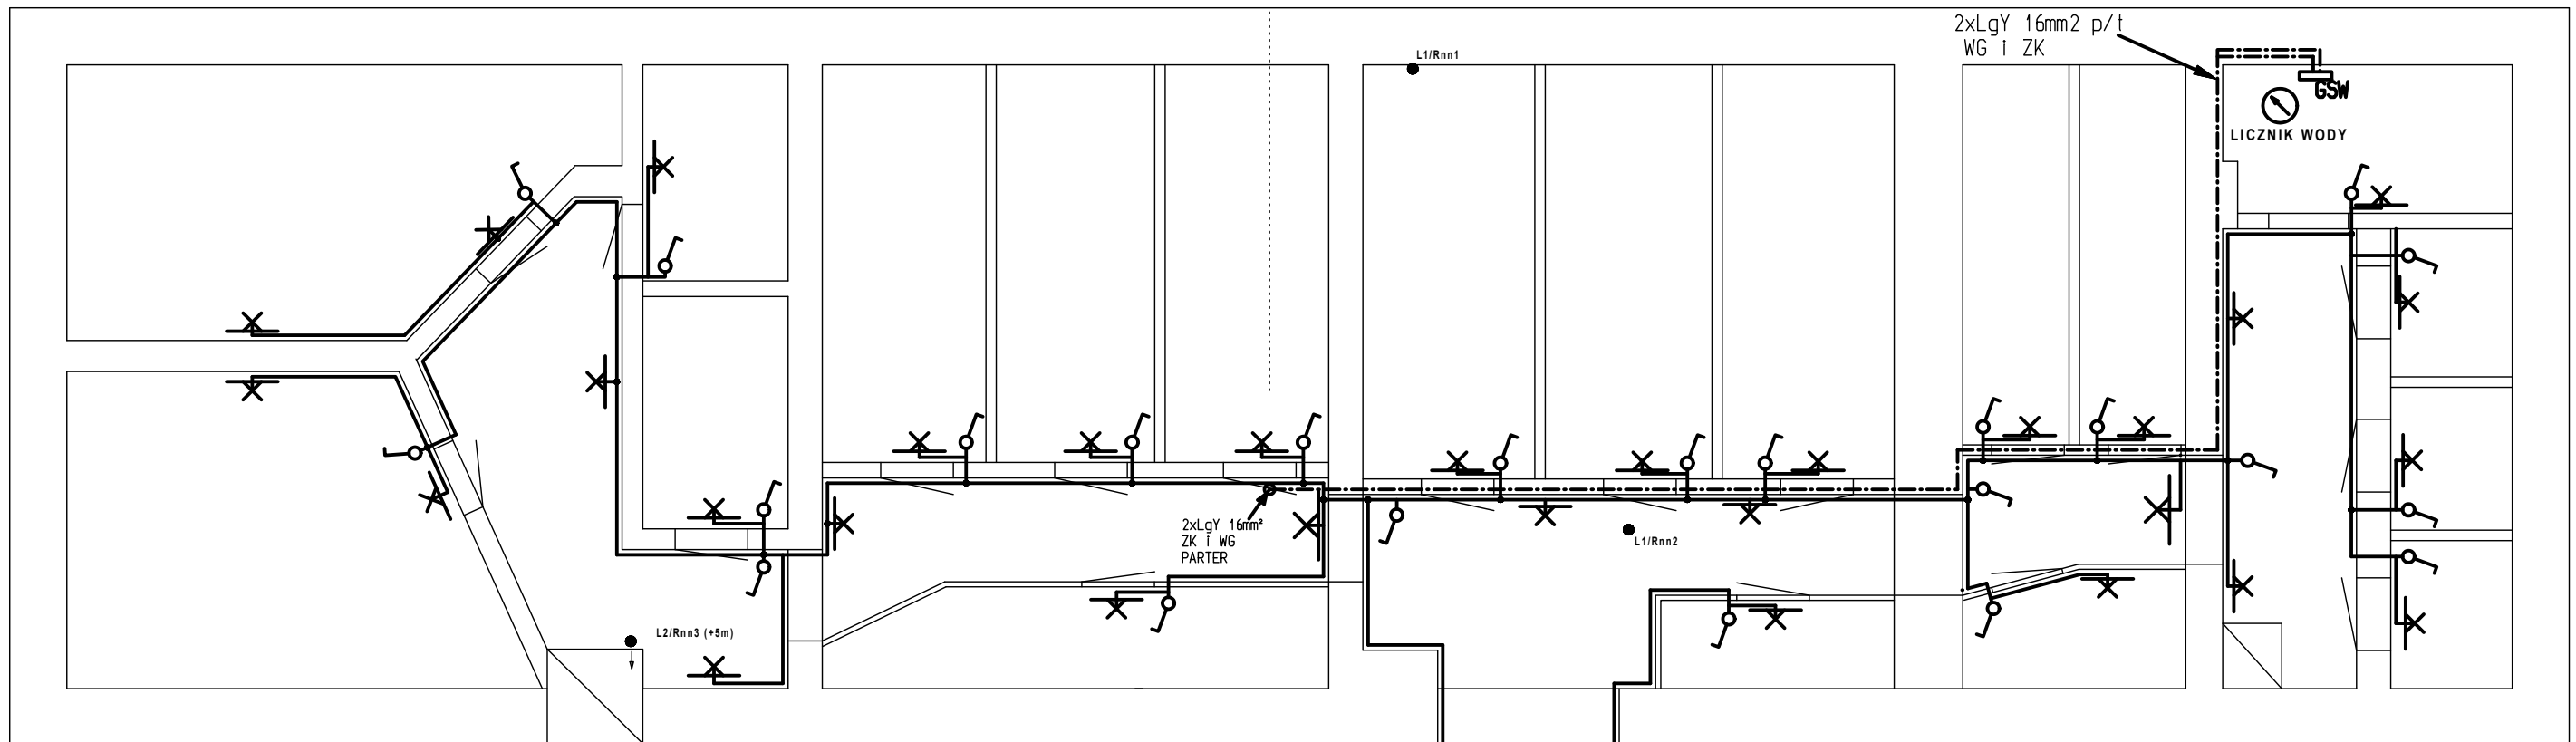 2xLgY 16mm2 p/t
WG i ZK
L1/Rnn1
GSW
LICZNIK WODY
2xLgY 16mm²
ZK i WG
PARTER
L1/Rnn2
L2/Rnn3 (+5m)